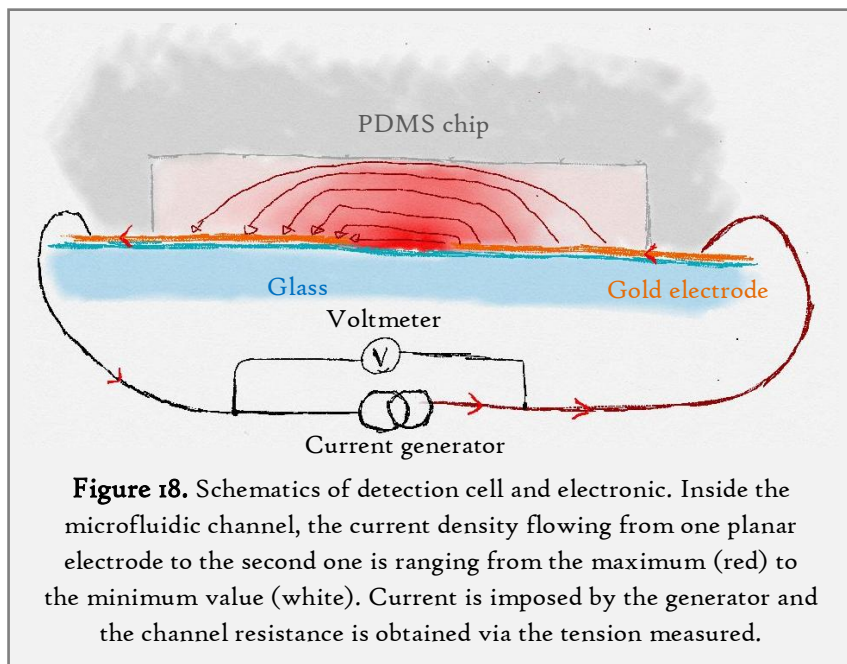 PDMS chip
Glass
Gold electrode
Voltmeter
V
Current generator
Figure 18. Schematics of detection cell and electronic. Inside the
microfluidic channel, the current density flowing from one planar
electrode to the second one is ranging from the maximum (red) to
the minimum value (white). Current is imposed by the generator and
the channel resistance is obtained via the tension measured.